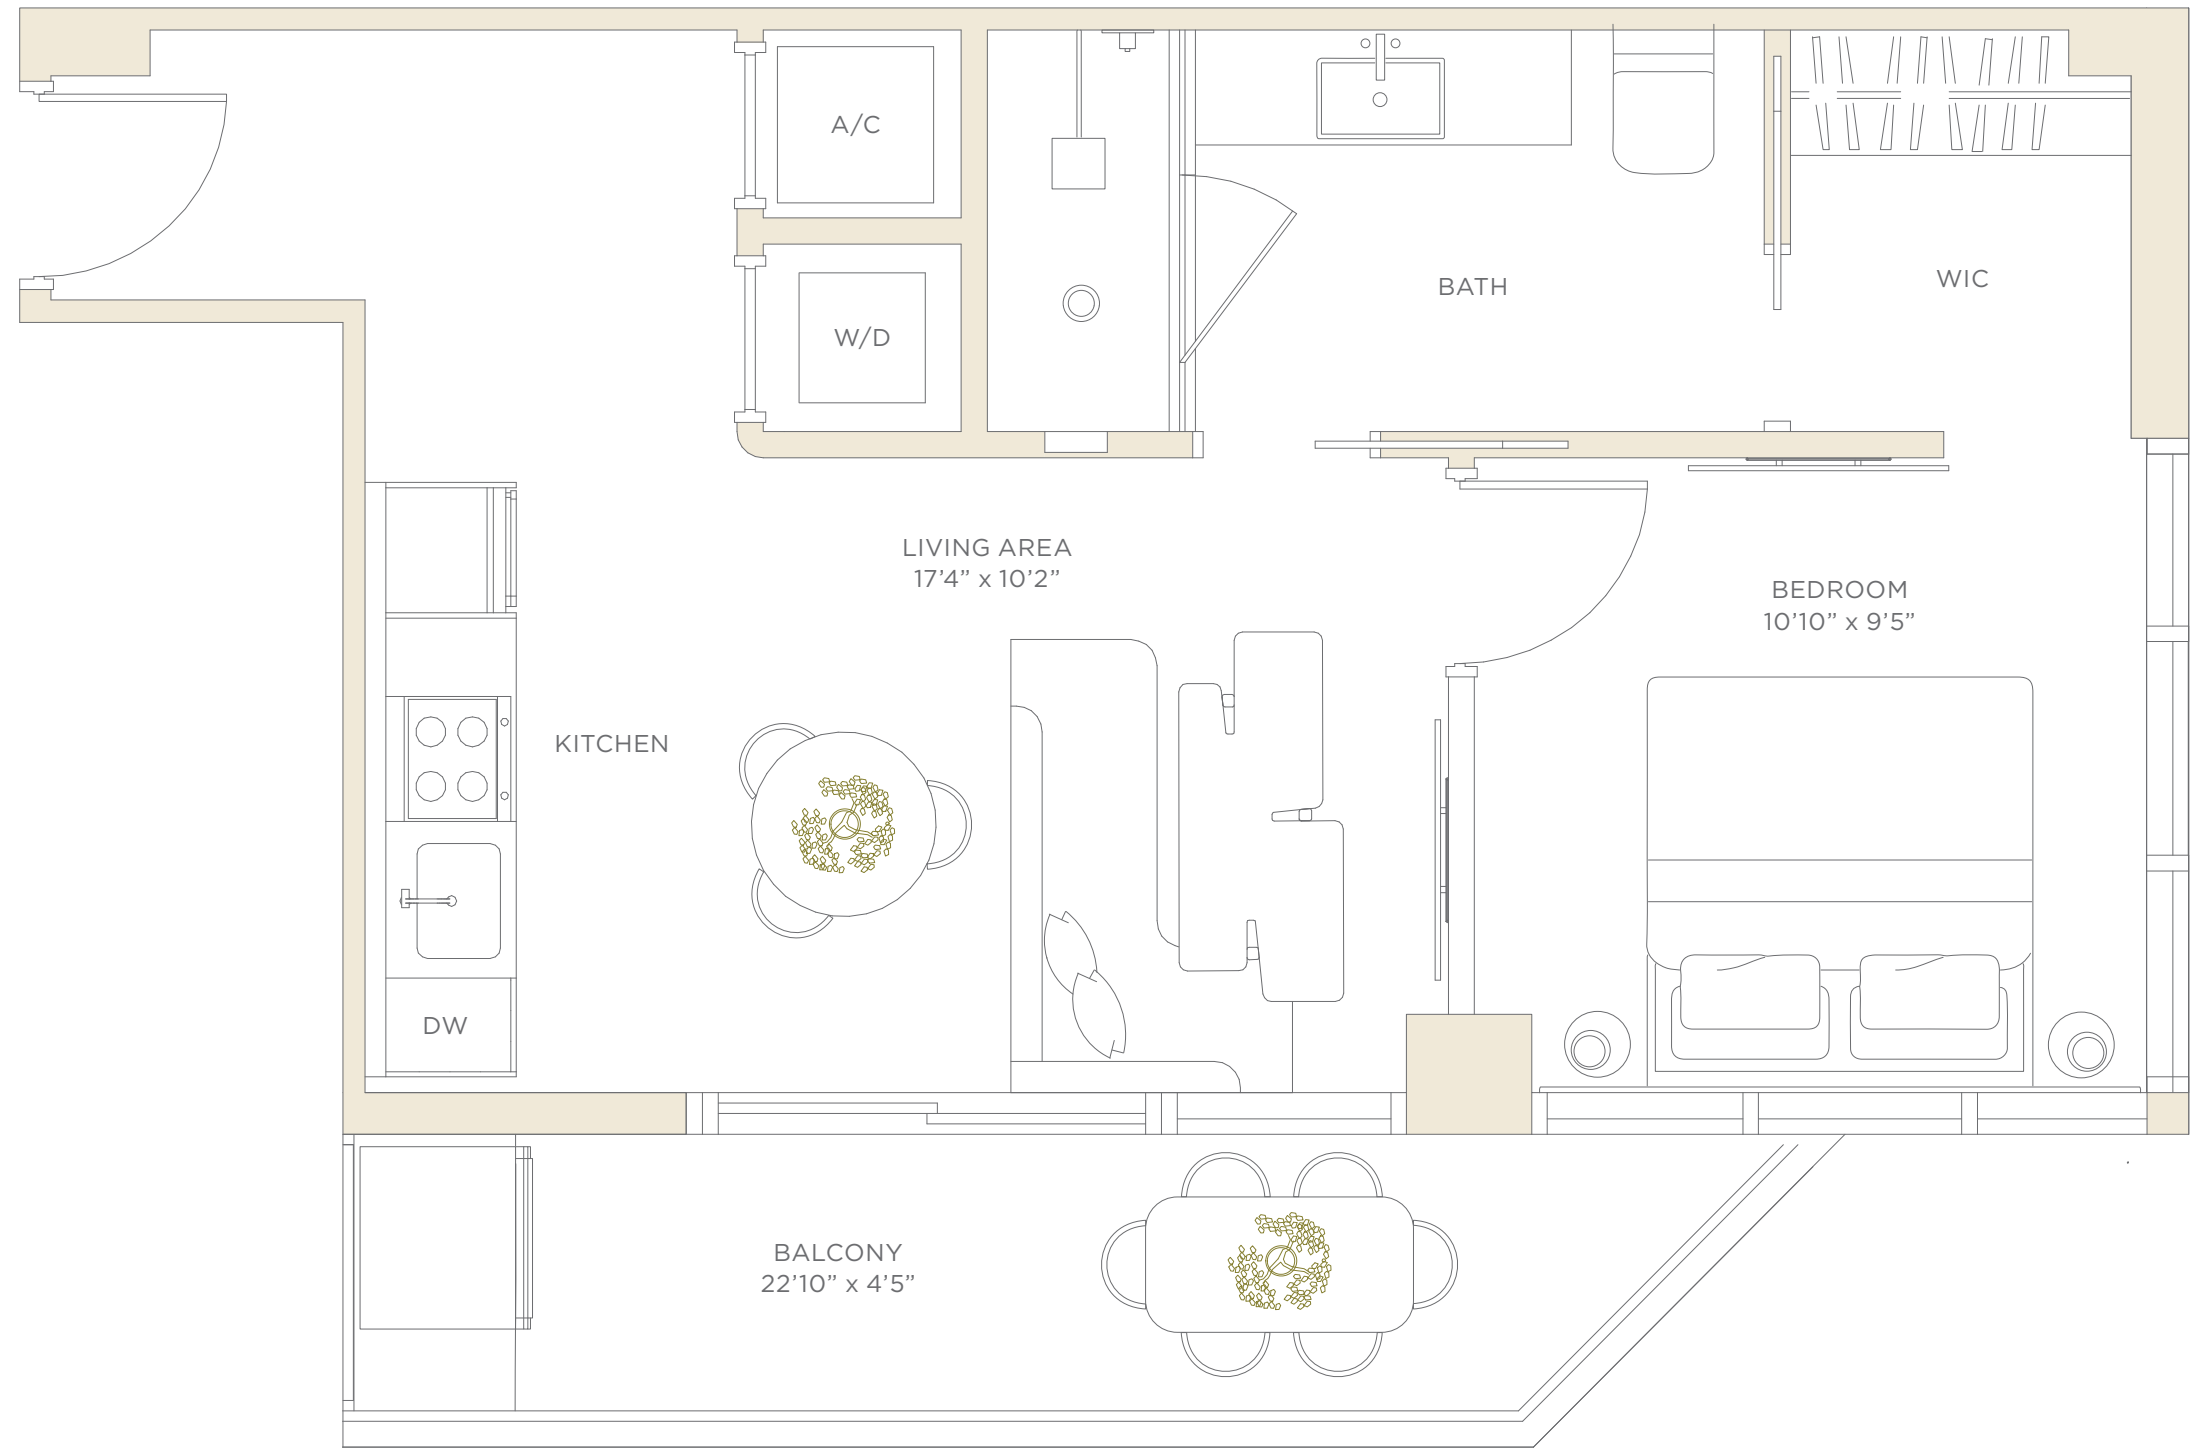 A/C
W/D
BATH
WIC
LIVING AREA
17’4” x 10’2”
BEDROOM
10’10” x 9’5”
KITCHEN
DW
BALCONY
22’10” x 4’5”